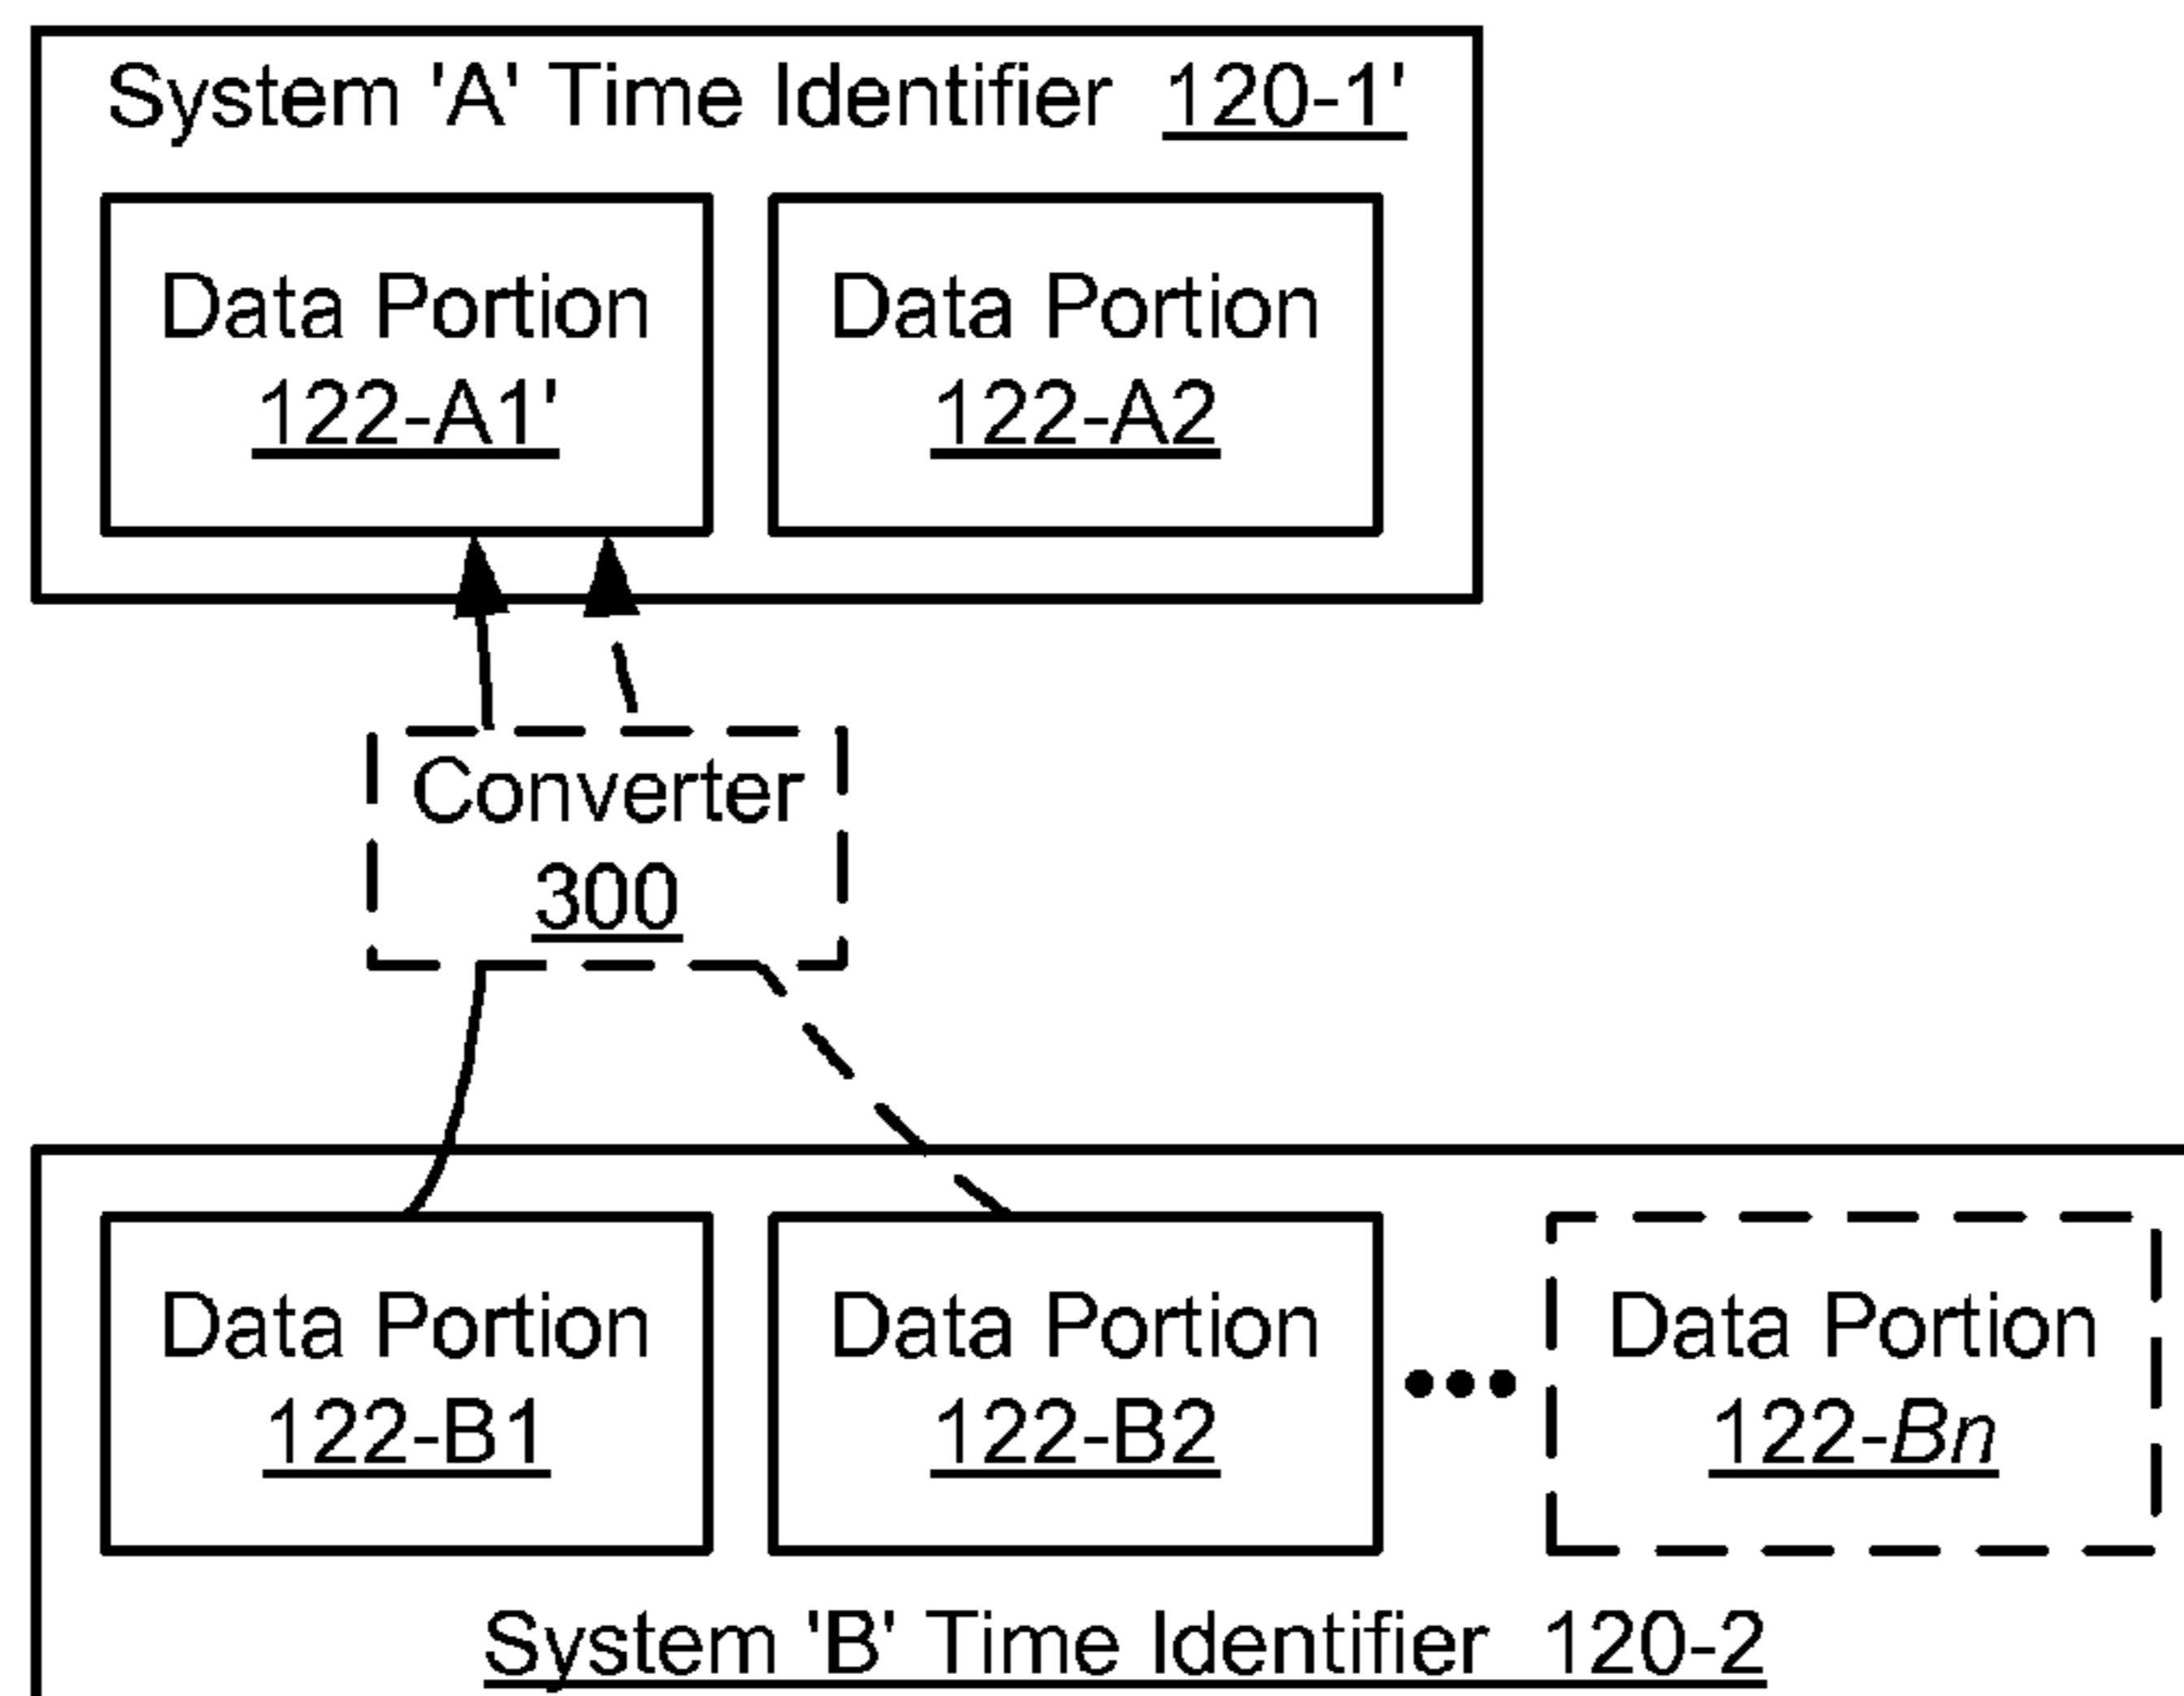 System 'A' Time Identifier 120-1'
Data Portion
122-A1'
Data Portion
122-A2
Converter
300
Data Portion
122-B1
Data Portion
122-B2
Data Portion
122-Bn
System 'B' Time Identifier 120-2